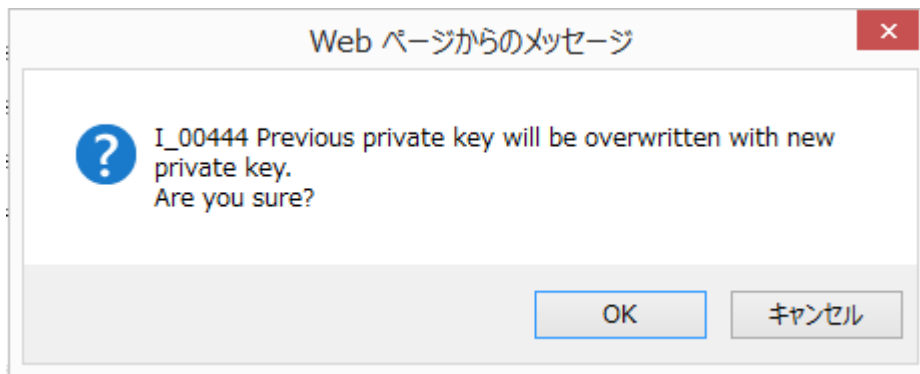 Web ページからのメッセージ
I_00444 Previous private key will be overwritten with new
private key.
Are you sure?
OK
キャンセル